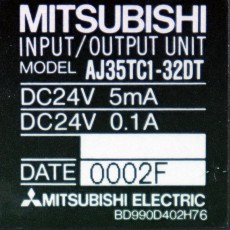 MITSUBISHI
INPUT/OUTPUT UNIT
MODEL AJ35TC1-32DT
DC24V 5mA
DC24V 0.1A
DATE 0002F
MITSUBISHI ELECTRIC
BD990D402H76